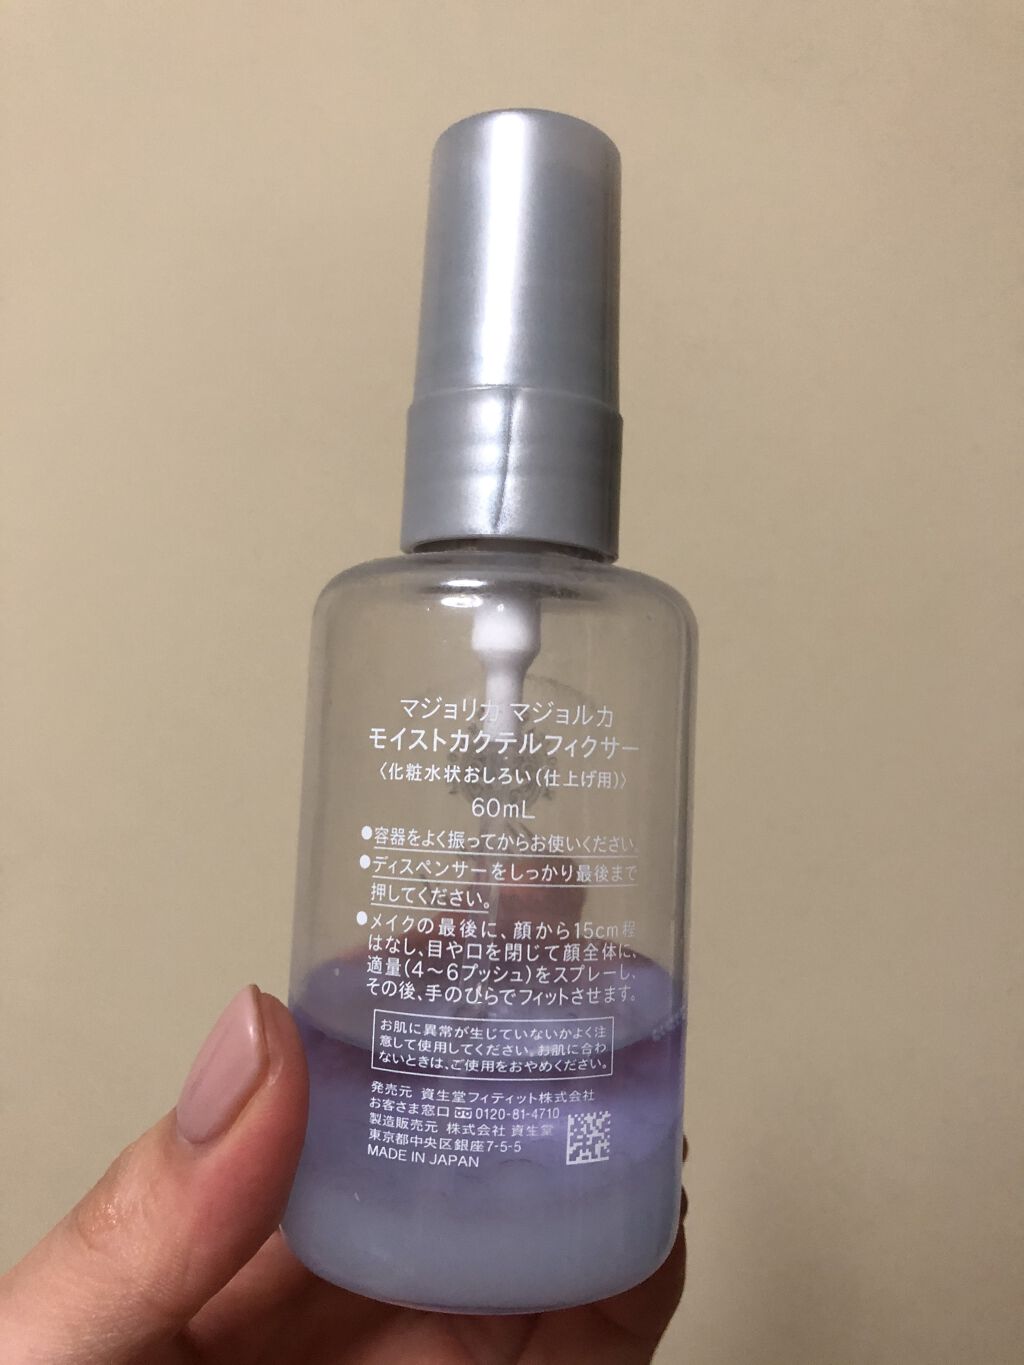 マジョリカ マジョルカ
モイストカクテルフィクサー
〈化粧水状おしろい(仕上げ用)〉
60mL
●容器をよく振ってからお使いください。
●ディスペンサーをしっかり最後まで
押してください。
●メイクの最後に、顔から15cm程
はなし、目や口を閉じて顔全体に、
適量(4～6プッシュ)をスプレーし、
その後、手のひらでフィットさせます。
お肌に異常が生じていないかよく注
意して使用してください。お肌に合わ
ないときは、ご使用をおやめください。
発売元 資生堂フィティット株式会社
お客さま窓口 0120-81-4710
製造販売元 株式会社 資生堂
東京都中央区銀座7-5-5
MADE IN JAPAN